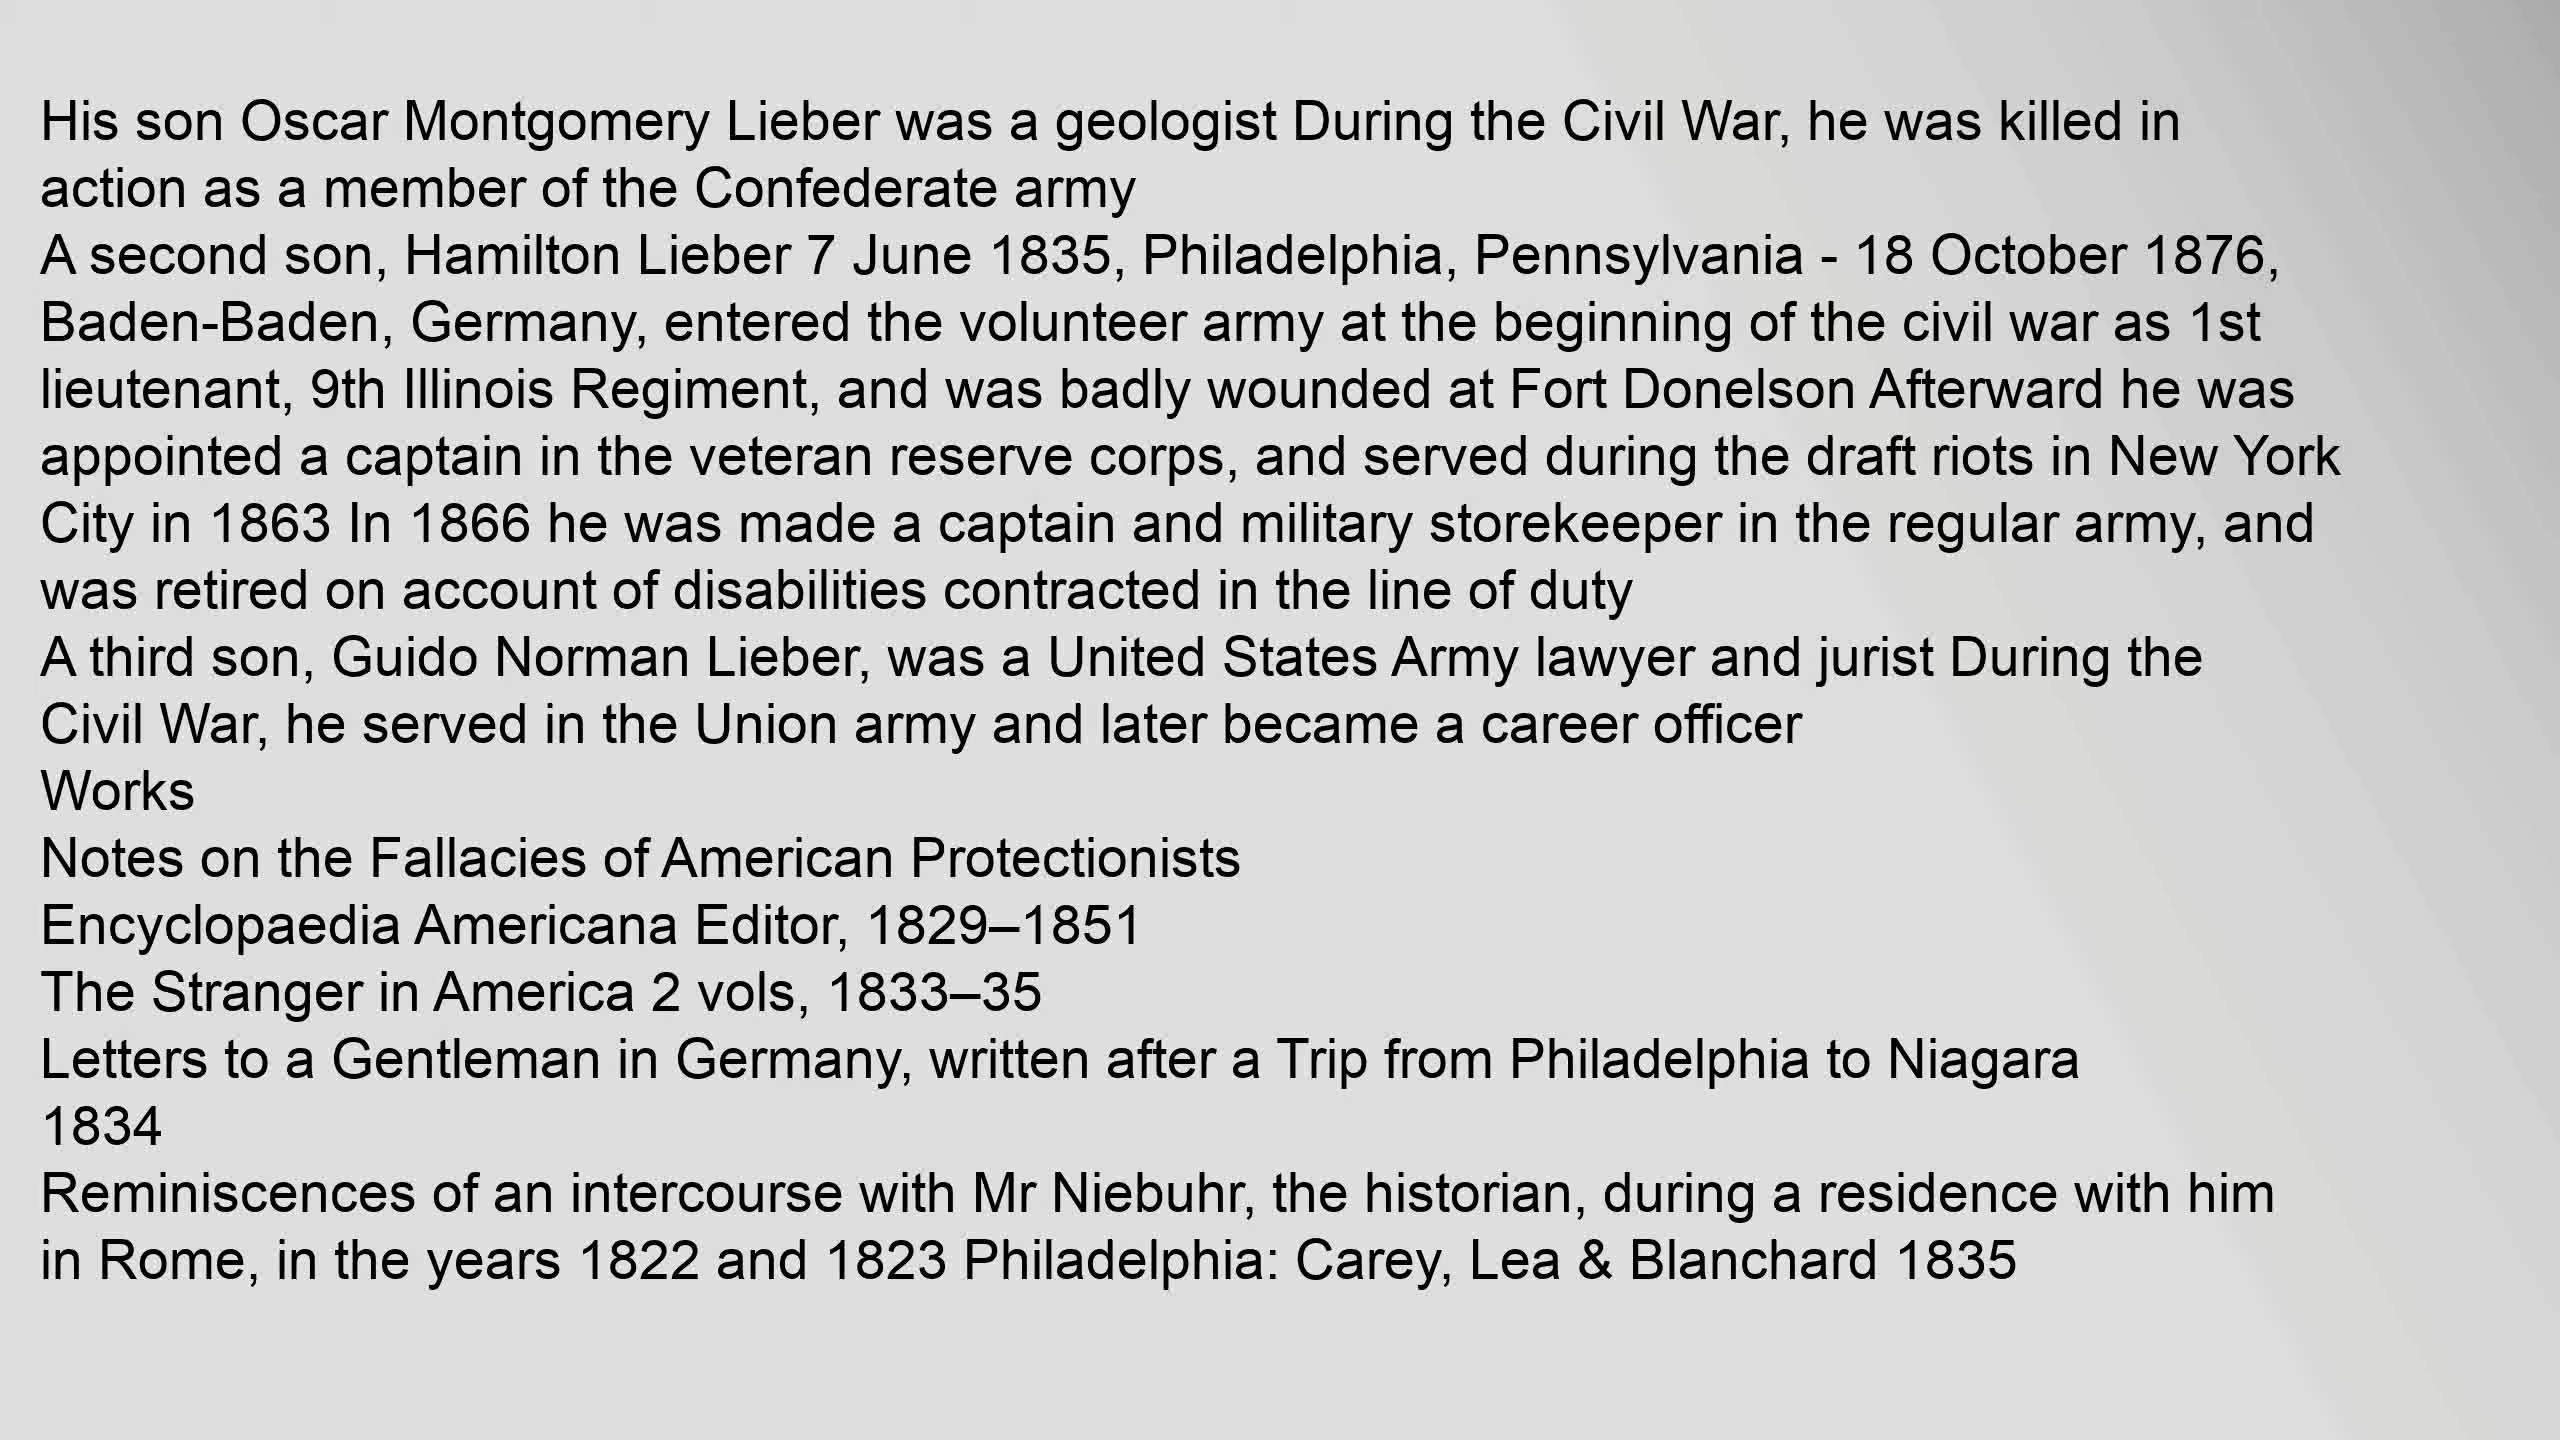 His son Oscar Montgomery Lieber was a geologist During the Civil War, he was killed in
action as a member of the Confederate army
A second son, Hamilton Lieber 7 June 1835, Philadelphia, Pennsylvania - 18 October 1876,
Baden-Baden, Germany, entered the volunteer army at the beginning of the civil war as 1st
lieutenant, 9th Illinois Regiment, and was badly wounded at Fort Donelson Afterward he was
appointed a captain in the veteran reserve corps, and served during the draft riots in New York
City in 1863 In 1866 he was made a captain and military storekeeper in the regular army, and
was retired on account of disabilities contracted in the line of duty
A third son, Guido Norman Lieber, was a United States Army lawyer and jurist During the
Civil War, he served in the Union army and later became a career officer
Works
Notes on the Fallacies of American Protectionists
Encyclopaedia Americana Editor, 1829–1851
The Stranger in America 2 vols, 1833–35
Letters to a Gentleman in Germany, written after a Trip from Philadelphia to Niagara
1834
Reminiscences of an intercourse with Mr Niebuhr, the historian, during a residence with him
in Rome, in the years 1822 and 1823 Philadelphia: Carey, Lea & Blanchard 1835